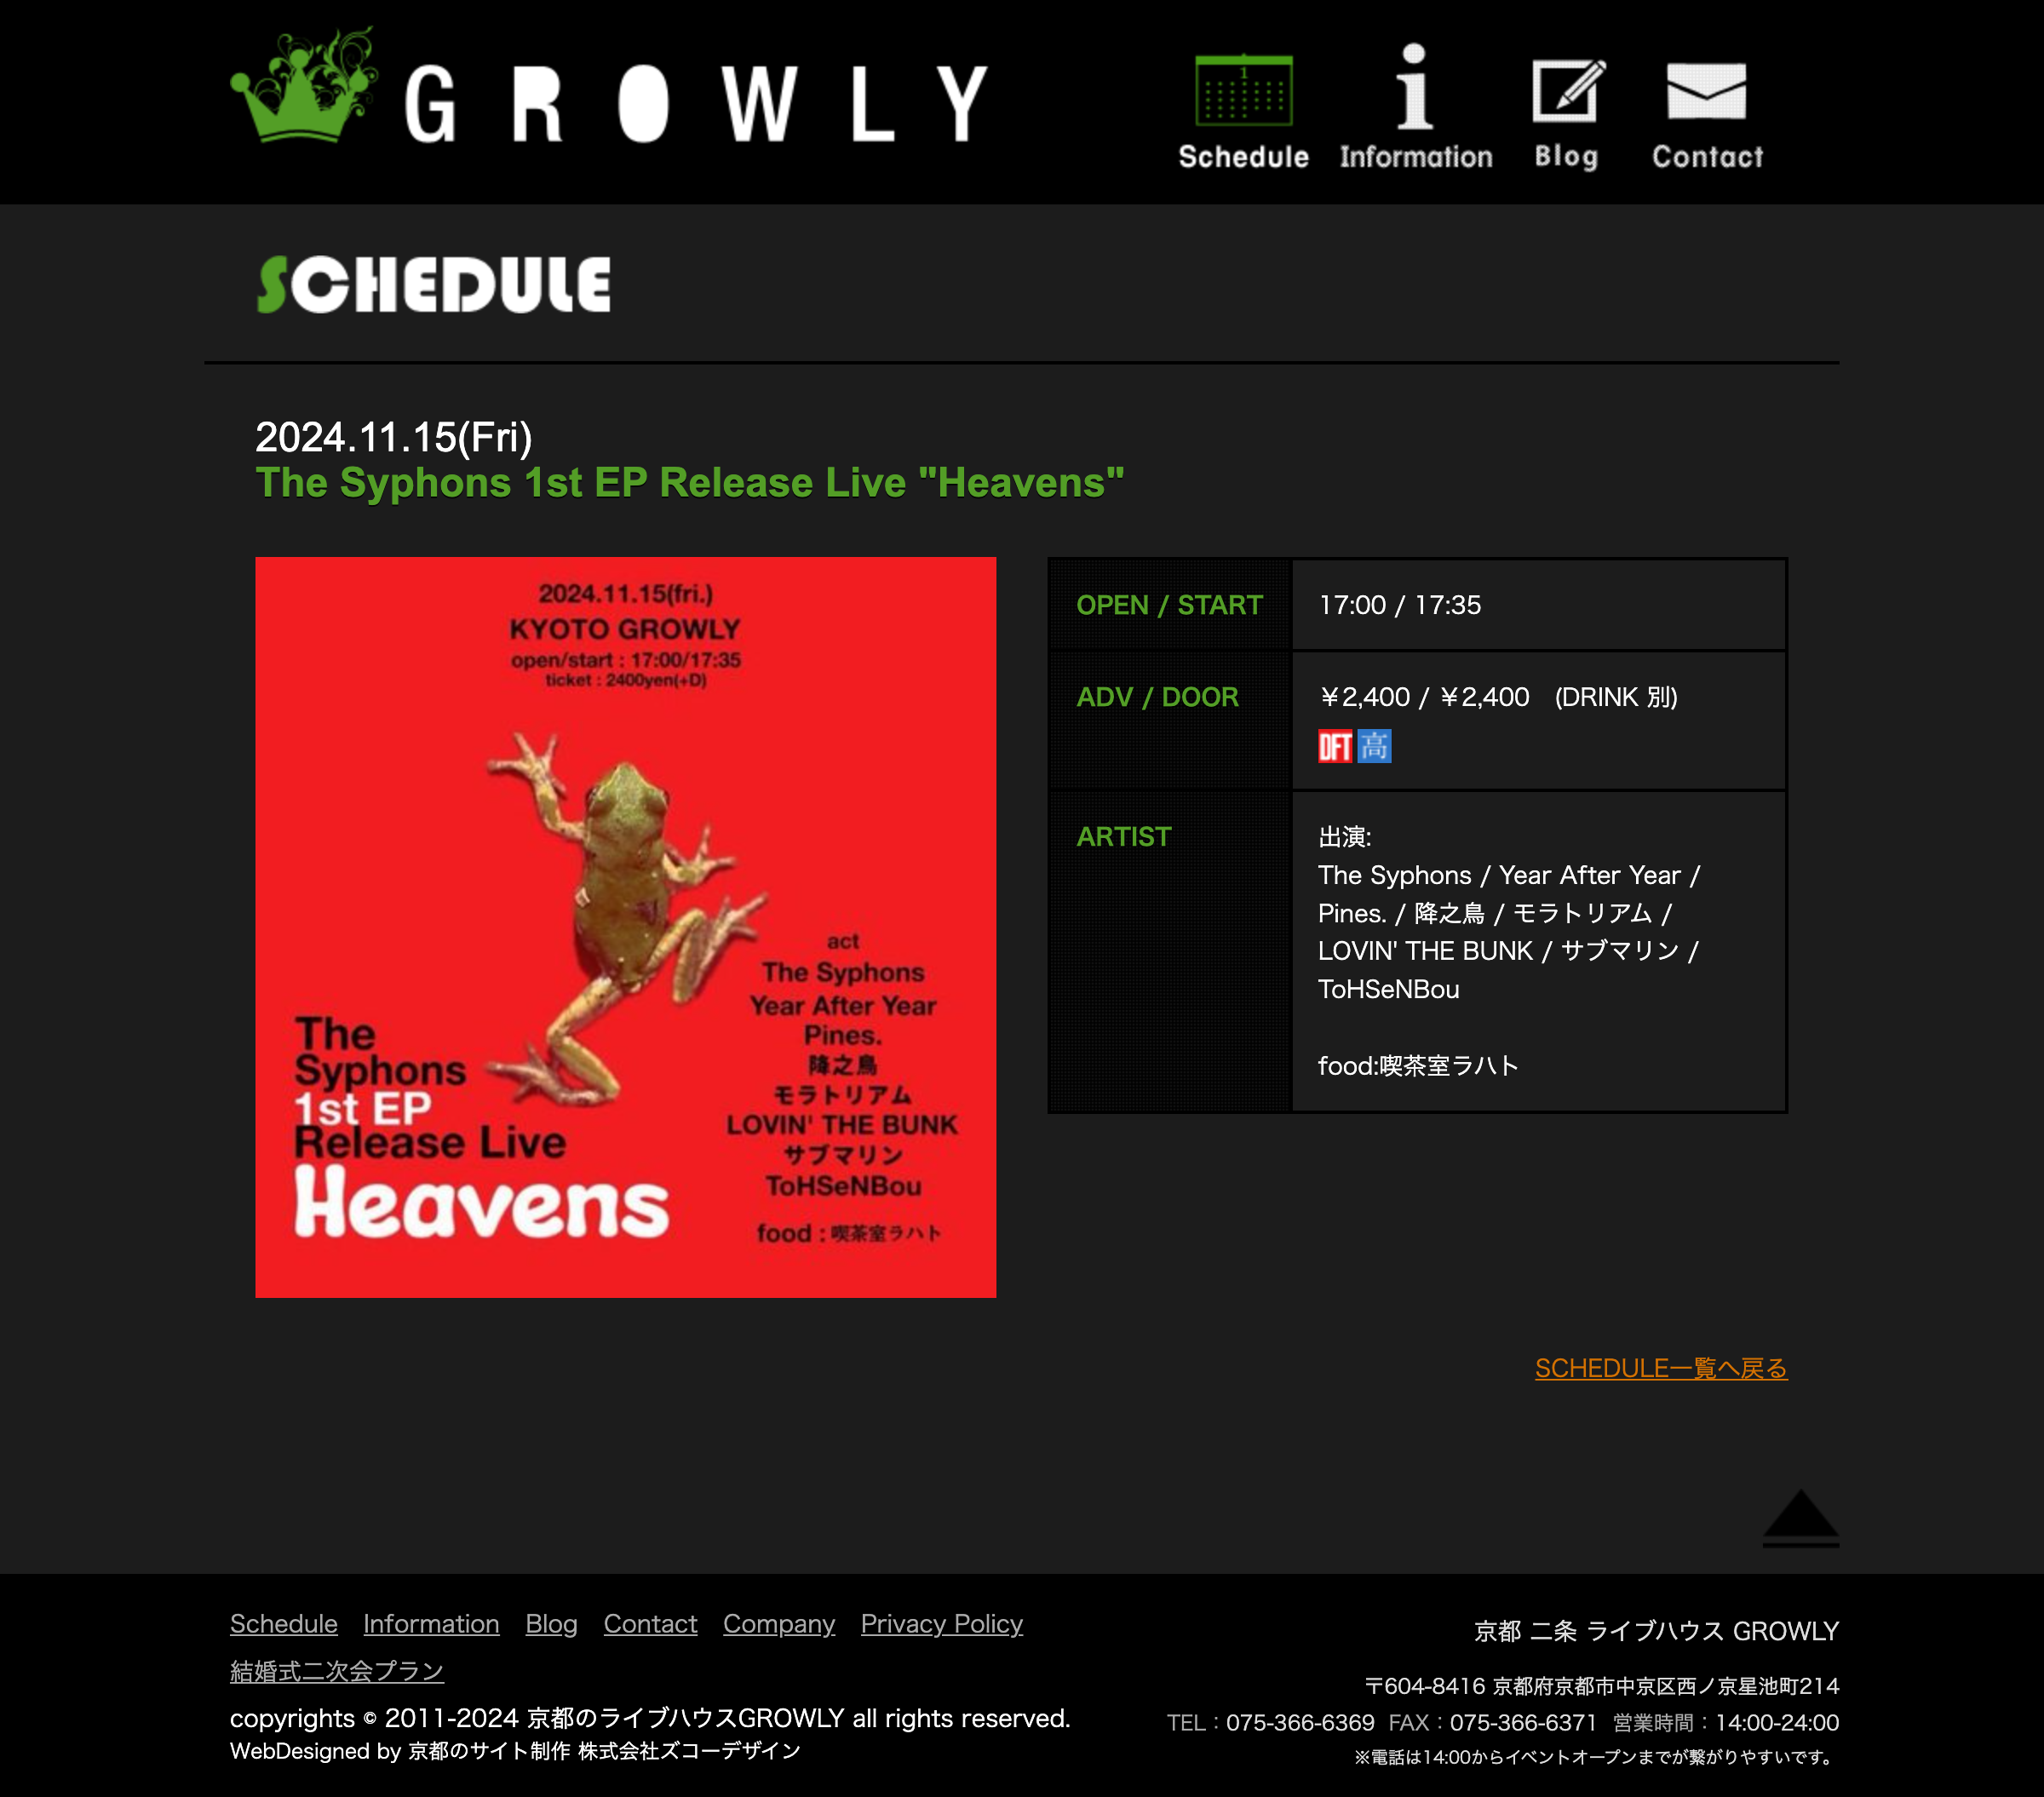 GROWLY
1
Schedule
Information
Blog
Contact
SCHEDULE
2024.11.15(Fri)
The Syphons 1st EP Release Live "Heavens"
2024.11.15(fri.)
KYOTO GROWLY
open/start : 17:00/17:35
ticket : 2400yen(+D)
act
The Syphons
Year After Year
Pines.
降之鳥
モラトリアム
LOVIN' THE BUNK
サブマリン
ToHSeNBou
food : 喫茶室ラハト
The
Syphons
1st EP
Release Live
Heavens
OPEN / START
17:00 / 17:35
ADV / DOOR
￥2,400 / ￥2,400　(DRINK 別)
DFT 高
ARTIST
出演:
The Syphons / Year After Year /
Pines. / 降之鳥 / モラトリアム /
LOVIN' THE BUNK / サブマリン /
ToHSeNBou
food:喫茶室ラハト
SCHEDULE一覧へ戻る
Schedule Information Blog Contact Company Privacy Policy
結婚式二次会プラン
copyrights © 2011-2024 京都のライブハウスGROWLY all rights reserved.
WebDesigned by 京都のサイト制作 株式会社ズコーデザイン
京都 二条 ライブハウス GROWLY
〒604-8416 京都府京都市中京区西ノ京星池町214
TEL：075-366-6369 FAX：075-366-6371 営業時間：14:00-24:00
※電話は14:00からイベントオープンまでが繋がりやすいです。